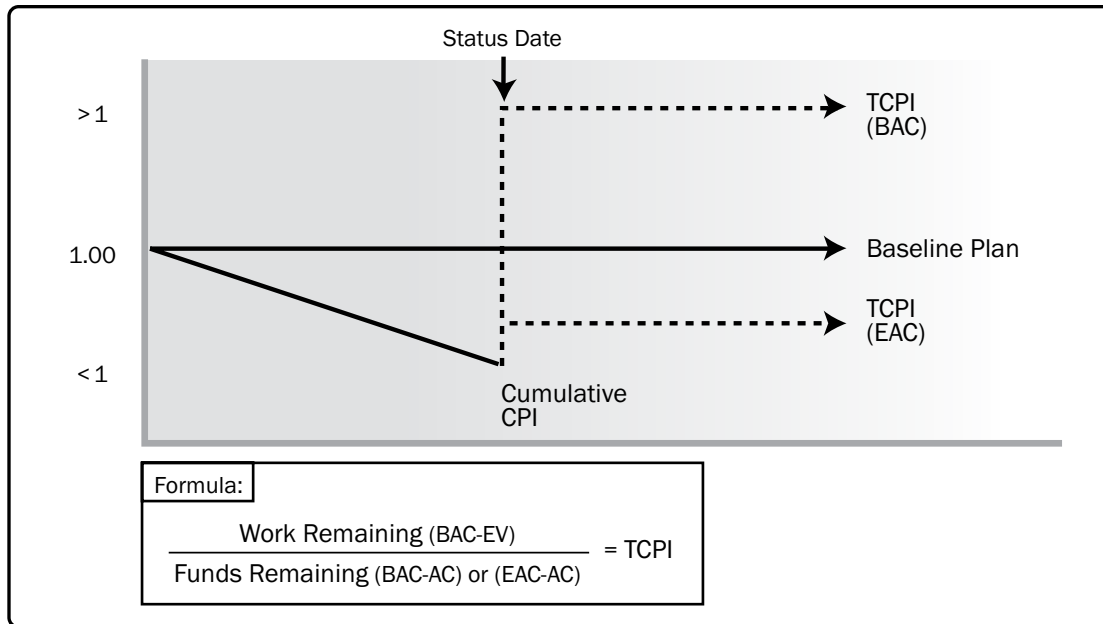 Status Date
> 1
TCPI
(BAC)
1.00
Baseline Plan
TCPI
(EAC)
< 1
Cumulative
CPI
Formula:
Work Remaining (BAC-EV)
Funds Remaining (BAC-AC) or (EAC-AC)
= TCPI